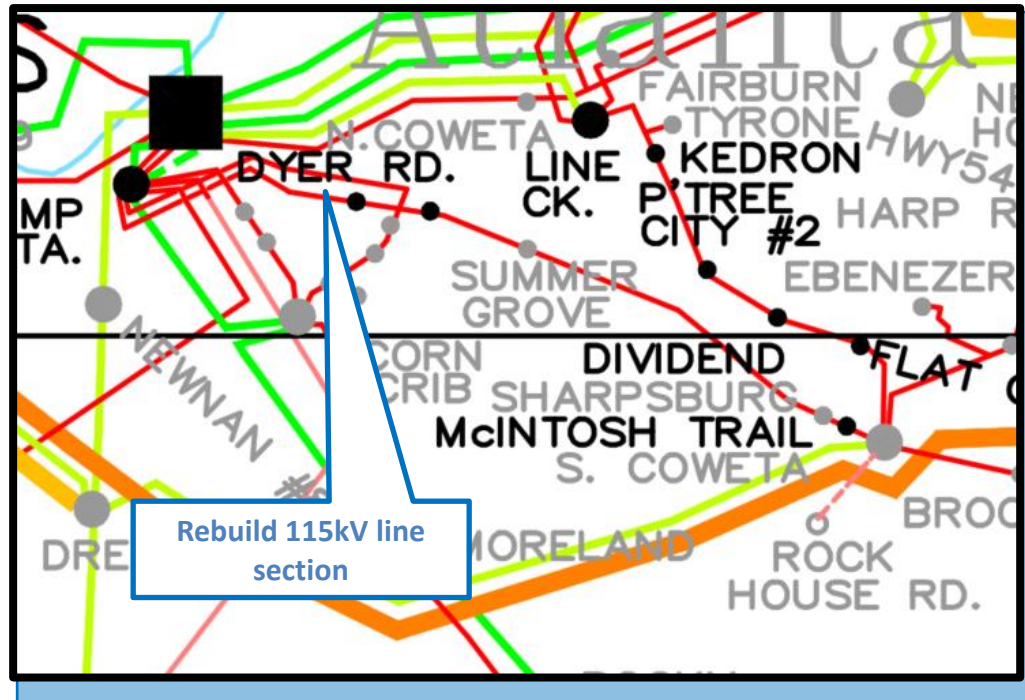 Atlanta
S
FAIRBURN
TYRONE
N.COWETA
HWY54
DYER RD.
LINE
CK.
KEDRON
P'TREE
CITY #2
HARP R
MP
TA.
SUMMER
GROVE
EBENEZER
NEWNAN
CORN
CRIB
DIVIDEND
FLAT
SHARPSBURG
McINTOSH TRAIL
S. COWETA
BROO
DRE
MORELAND
ROCK
HOUSE RD.
Rebuild 115kV line
section